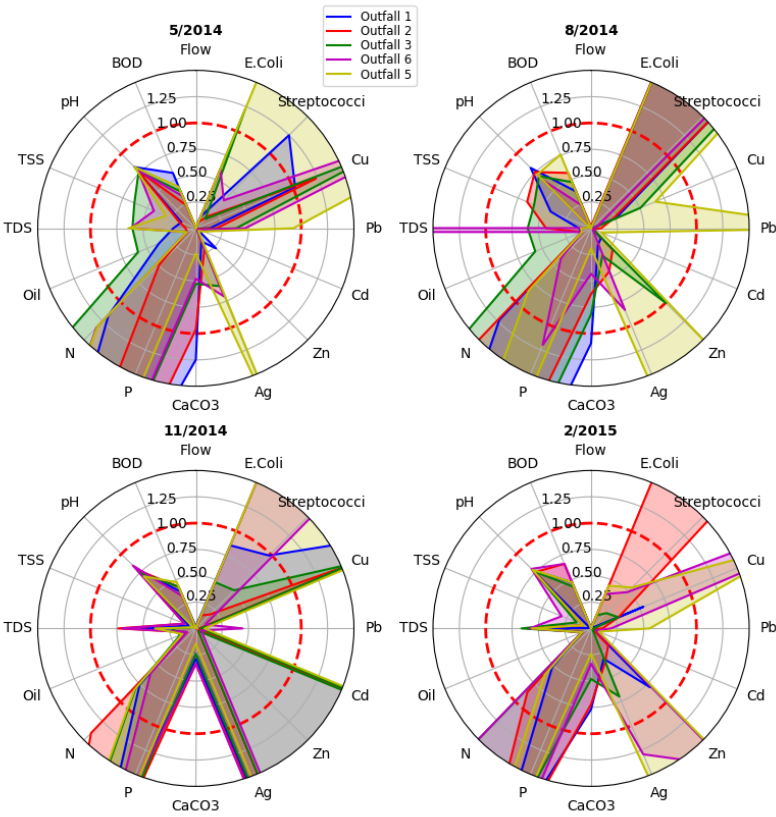 Outfall 1
Outfall 2
Outfall 3
Outfall 6
Outfall 5
5/2014
Flow
E.Coli
Streptococci
Cu
Pb
Cd
Zn
Ag
CaCO3
P
N
Oil
TDS
TSS
pH
BOD
1.25
1.00
0.75
0.50
0.25
8/2014
Flow
E.Coli
Streptococci
Cu
Pb
Cd
Zn
Ag
CaCO3
P
N
Oil
TDS
TSS
pH
BOD
1.25
1.00
0.75
0.50
0.25
11/2014
Flow
E.Coli
Streptococci
Cu
Pb
Cd
Zn
Ag
CaCO3
P
N
Oil
TDS
TSS
pH
BOD
1.25
1.00
0.75
0.50
0.25
2/2015
Flow
E.Coli
Streptococci
Cu
Pb
Cd
Zn
Ag
CaCO3
P
N
Oil
TDS
TSS
pH
BOD
1.25
1.00
0.75
0.50
0.25